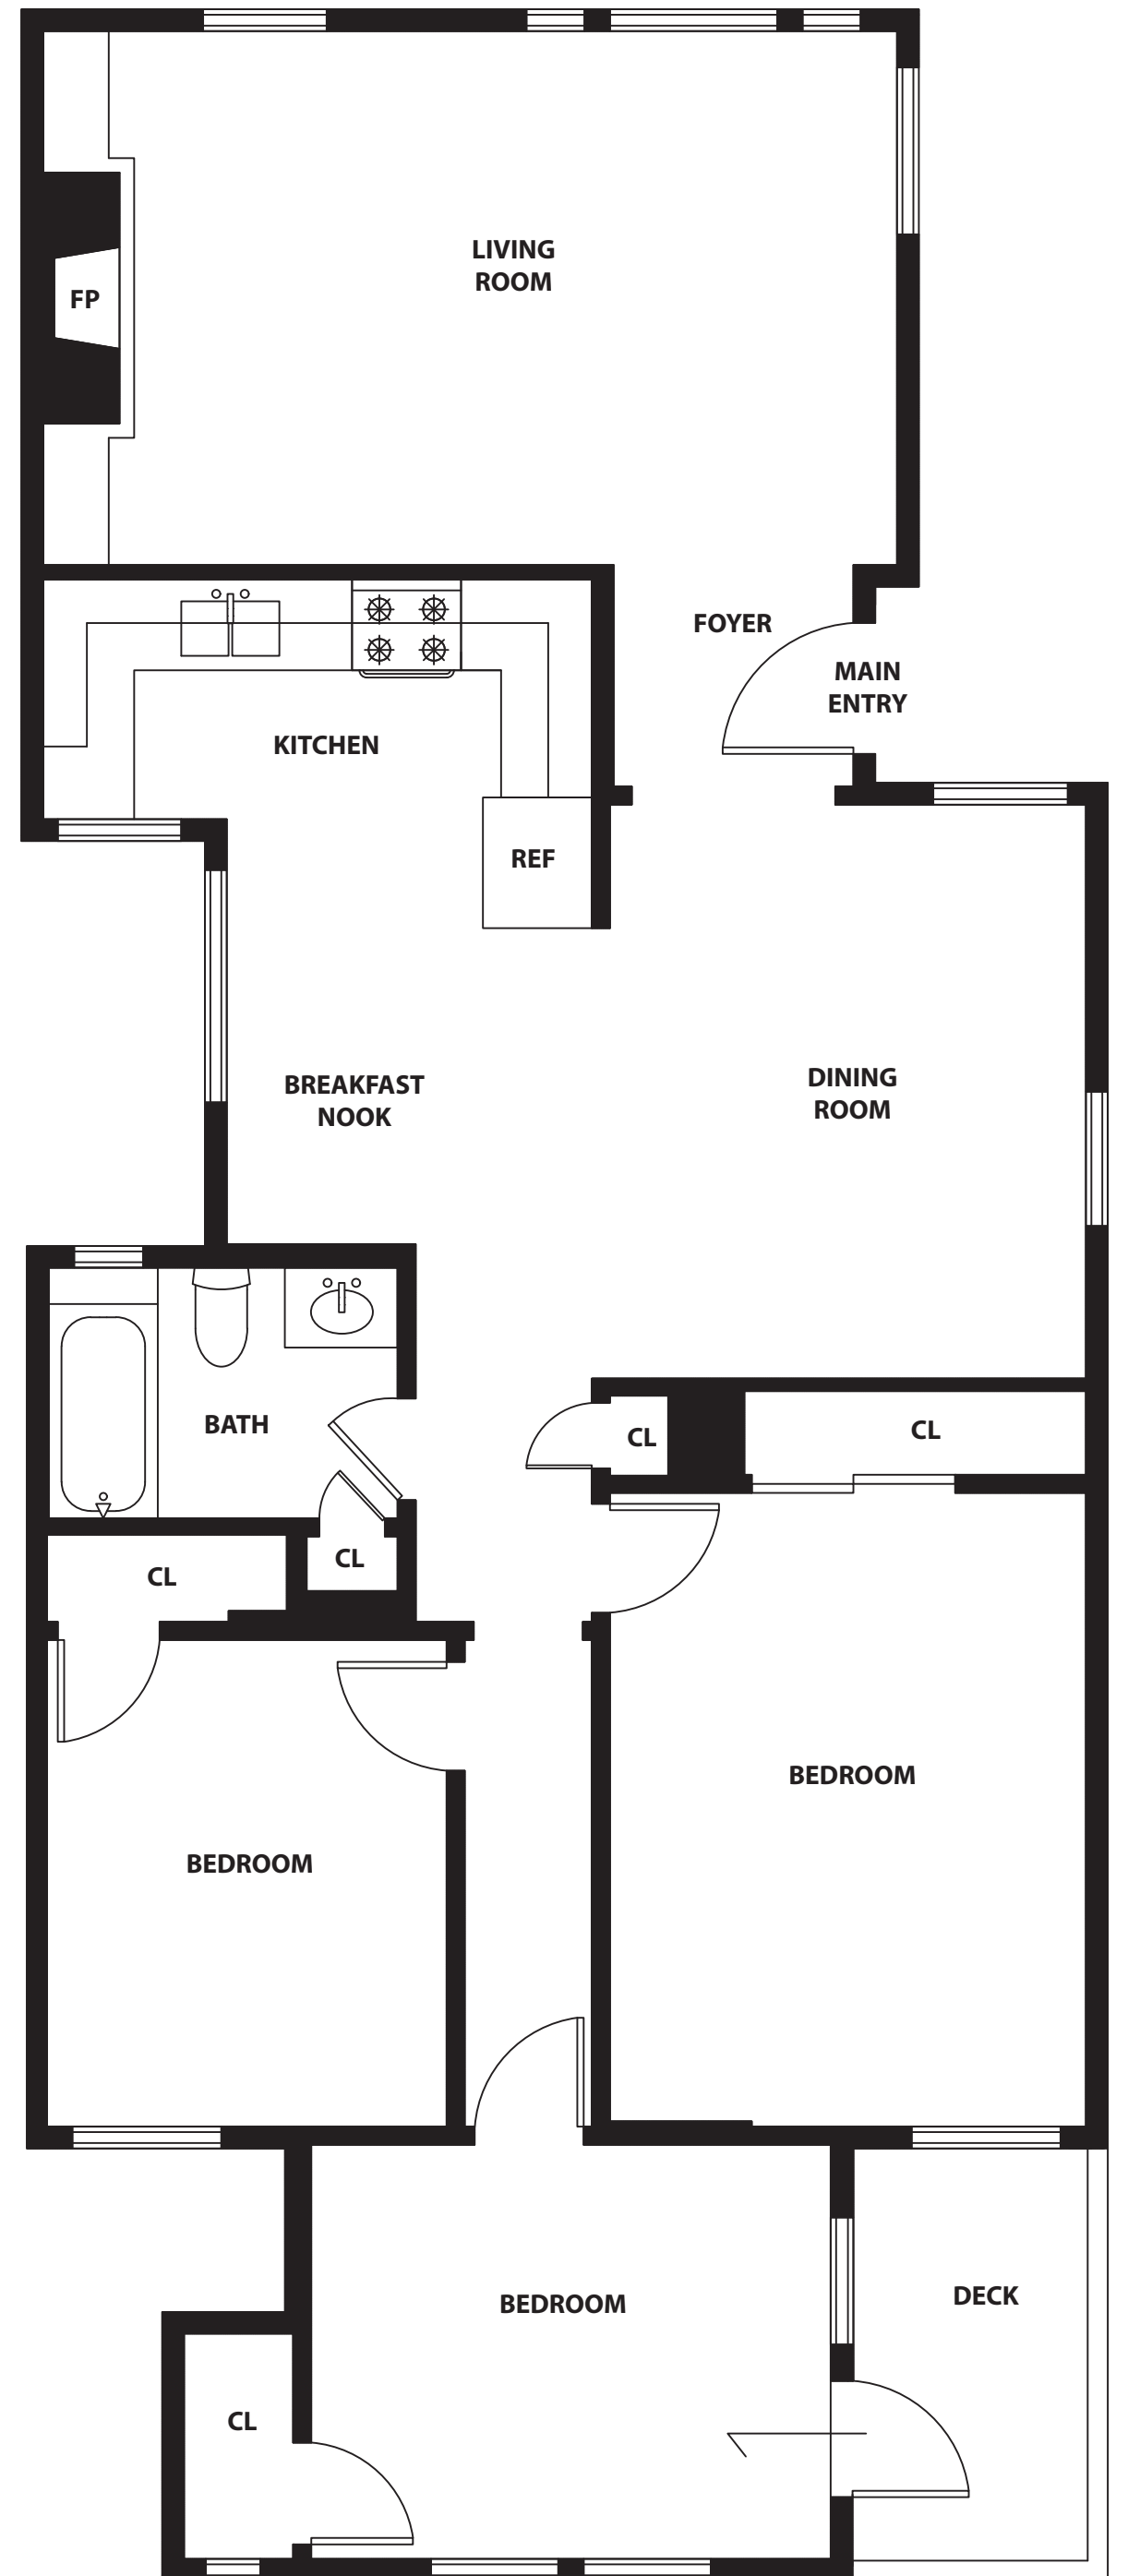 LIVING
ROOM
FP
FOYER
MAIN
ENTRY
KITCHEN
REF
BREAKFAST
NOOK
DINING
ROOM
BATH
CL
CL
CL
CL
BEDROOM
BEDROOM
BEDROOM
DECK
CL